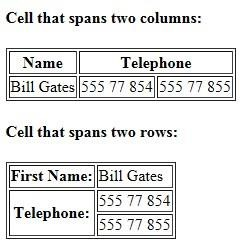 Cell that spans two columns:
Name Telephone
Bill Gates 555 77 854 555 77 855
Cell that spans two rows:
First Name: Bill Gates
Telephone: 555 77 854
555 77 855